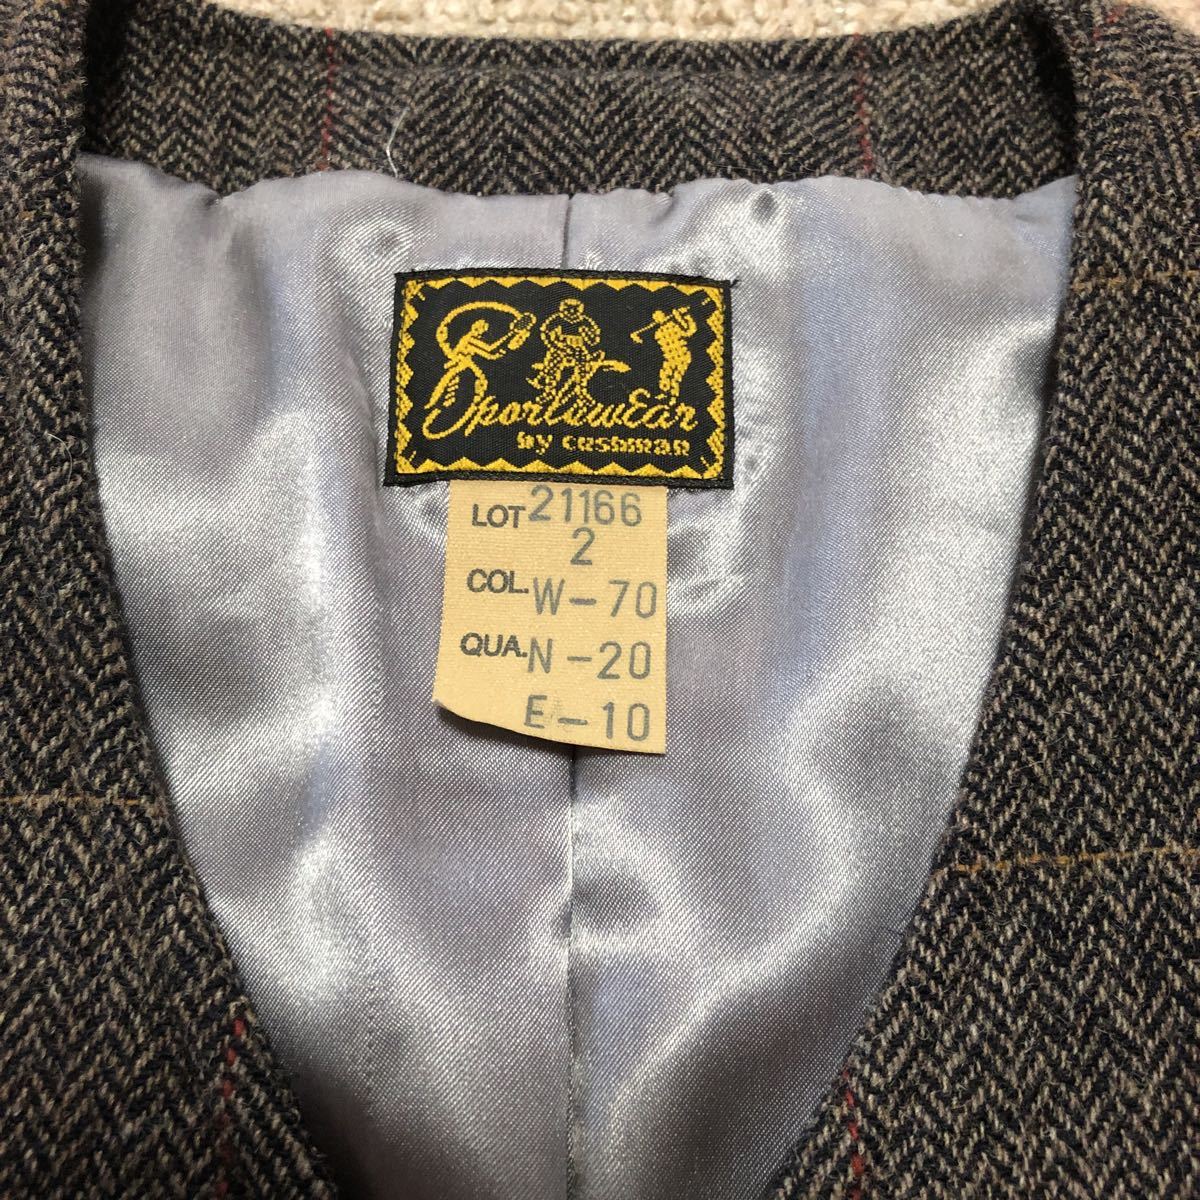 Sportswear
by cushman
LOT 21166
2
COL. W-70
QUA. N-20
E-10